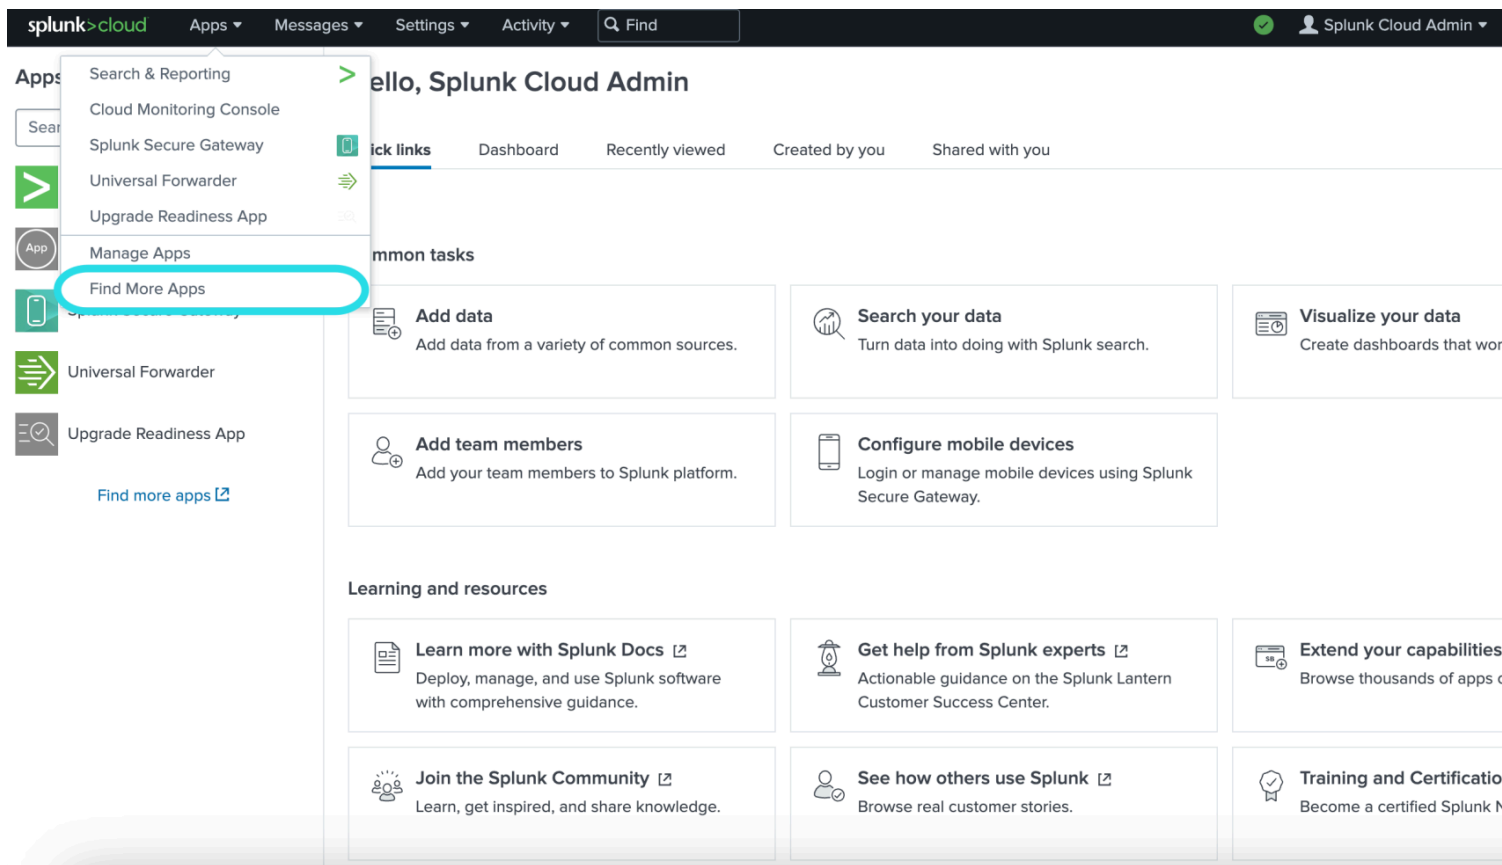 splunk>cloud Apps Messages Settings Activity Find Splunk Cloud Admin
Apps
Search & Reporting
Cloud Monitoring Console
Splunk Secure Gateway
Universal Forwarder
Upgrade Readiness App
Manage Apps
Find More Apps
App
Universal Forwarder
Upgrade Readiness App
Find more apps
ello, Splunk Cloud Admin
ick links Dashboard Recently viewed Created by you Shared with you
mmon tasks
Add data
Add data from a variety of common sources.
Search your data
Turn data into doing with Splunk search.
Visualize your data
Create dashboards that wor
Add team members
Add your team members to Splunk platform.
Configure mobile devices
Login or manage mobile devices using Splunk
Secure Gateway.
Learning and resources
Learn more with Splunk Docs
Deploy, manage, and use Splunk software
with comprehensive guidance.
Get help from Splunk experts
Actionable guidance on the Splunk Lantern
Customer Success Center.
SB
Extend your capabilities
Browse thousands of apps
Join the Splunk Community
Learn, get inspired, and share knowledge.
See how others use Splunk
Browse real customer stories.
Training and Certificatio
Become a certified Splunk N